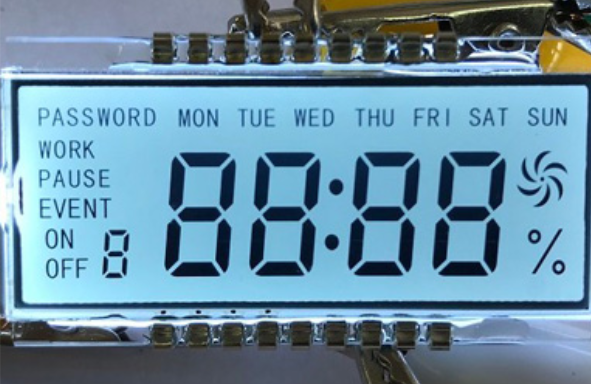 PASSWORD MON TUE WED THU FRI SAT SUN
WORK
PAUSE
EVENT
ON
OFF 8 88:88 %